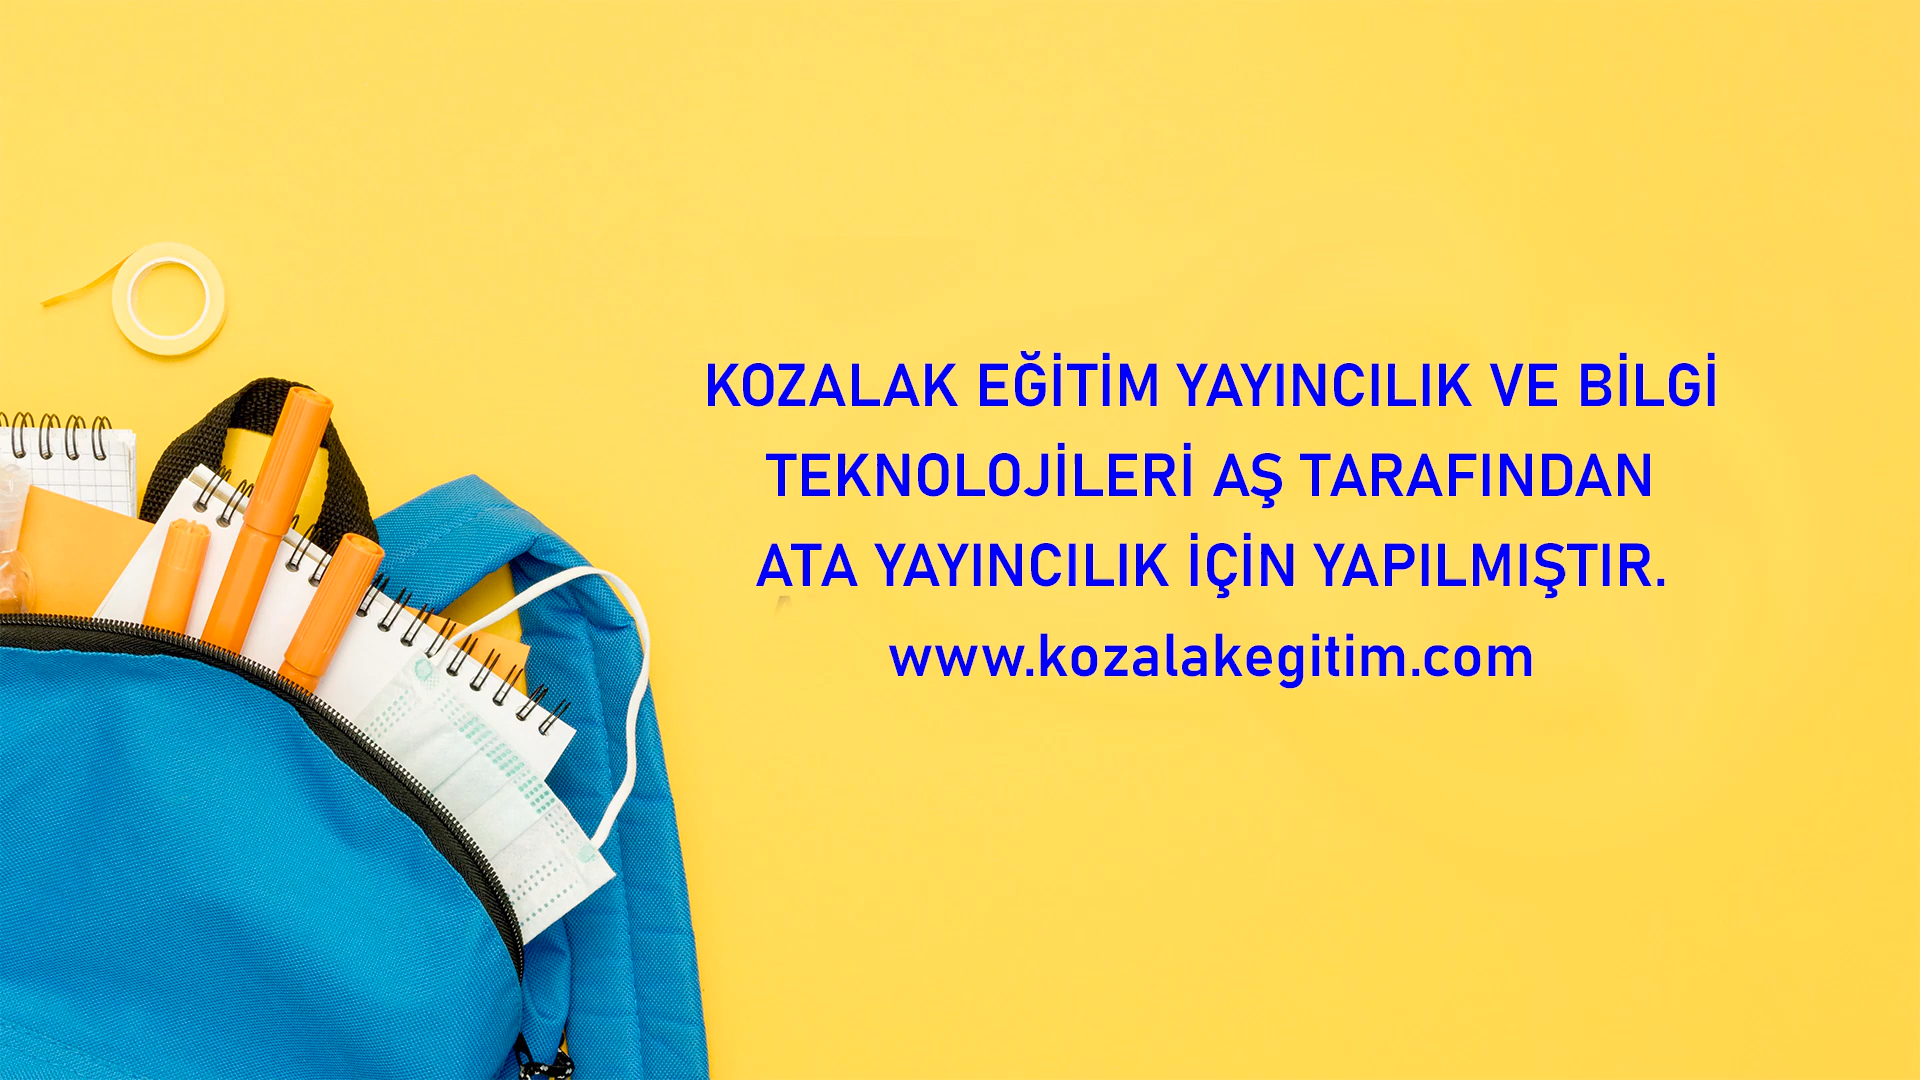 KOZALAK EĞİTİM YAYINCILIK VE BİLGİ
TEKNOLOJİLERİ AŞ TARAFINDAN
ATA YAYINCILIK İÇİN YAPILMIŞTIR.
www.kozalakegitim.com